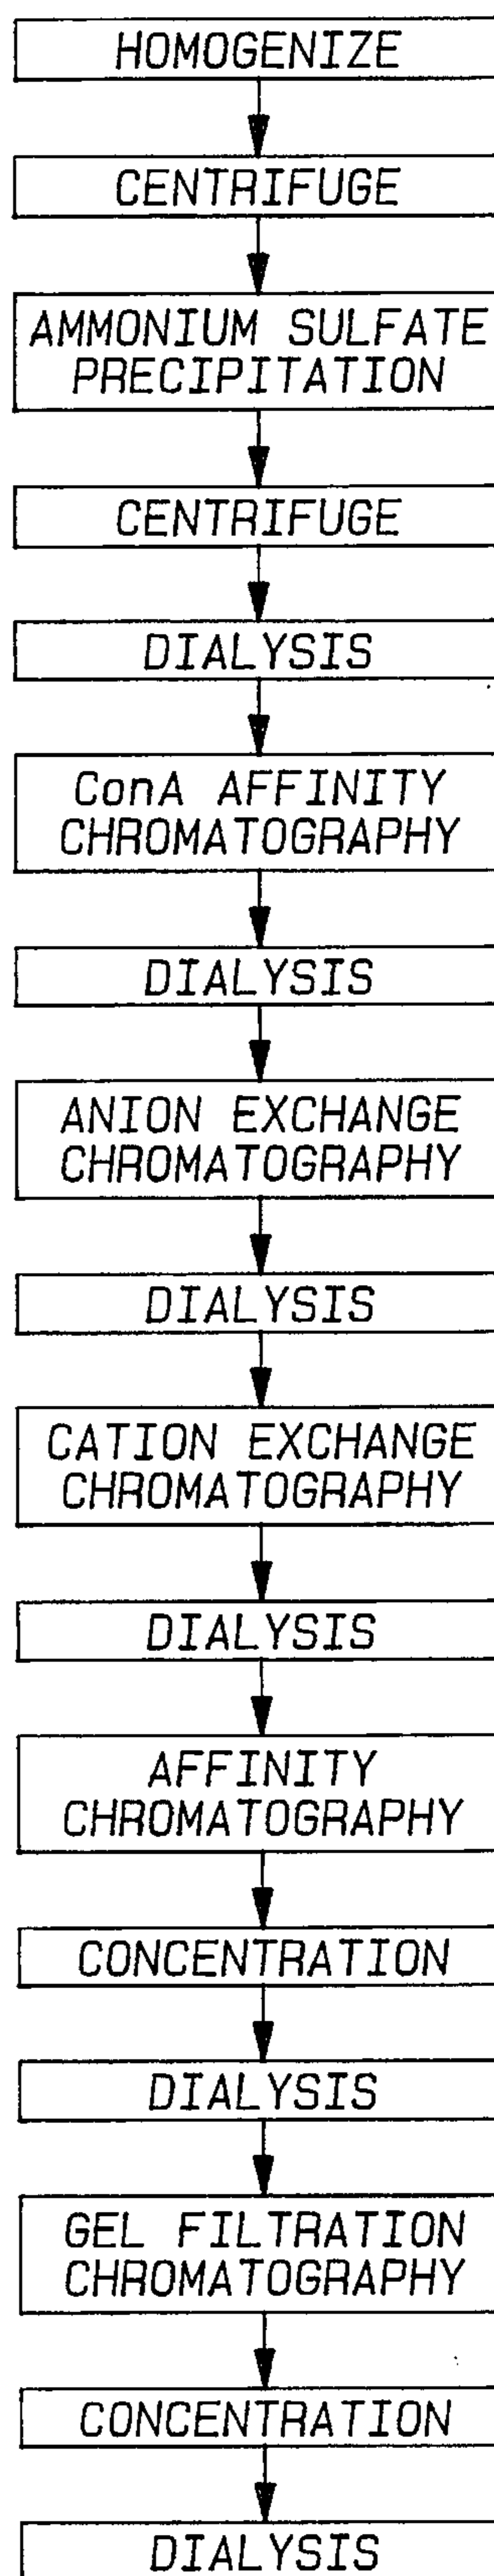 HOMOGENIZE
CENTRIFUGE
AMMONIUM SULFATE
PRECIPITATION
CENTRIFUGE
DIALYSIS
ConA AFFINITY
CHROMATOGRAPHY
DIALYSIS
ANION EXCHANGE
CHROMATOGRAPHY
DIALYSIS
CATION EXCHANGE
CHROMATOGRAPHY
DIALYSIS
AFFINITY
CHROMATOGRAPHY
CONCENTRATION
DIALYSIS
GEL FILTRATION
CHROMATOGRAPHY
CONCENTRATION
DIALYSIS